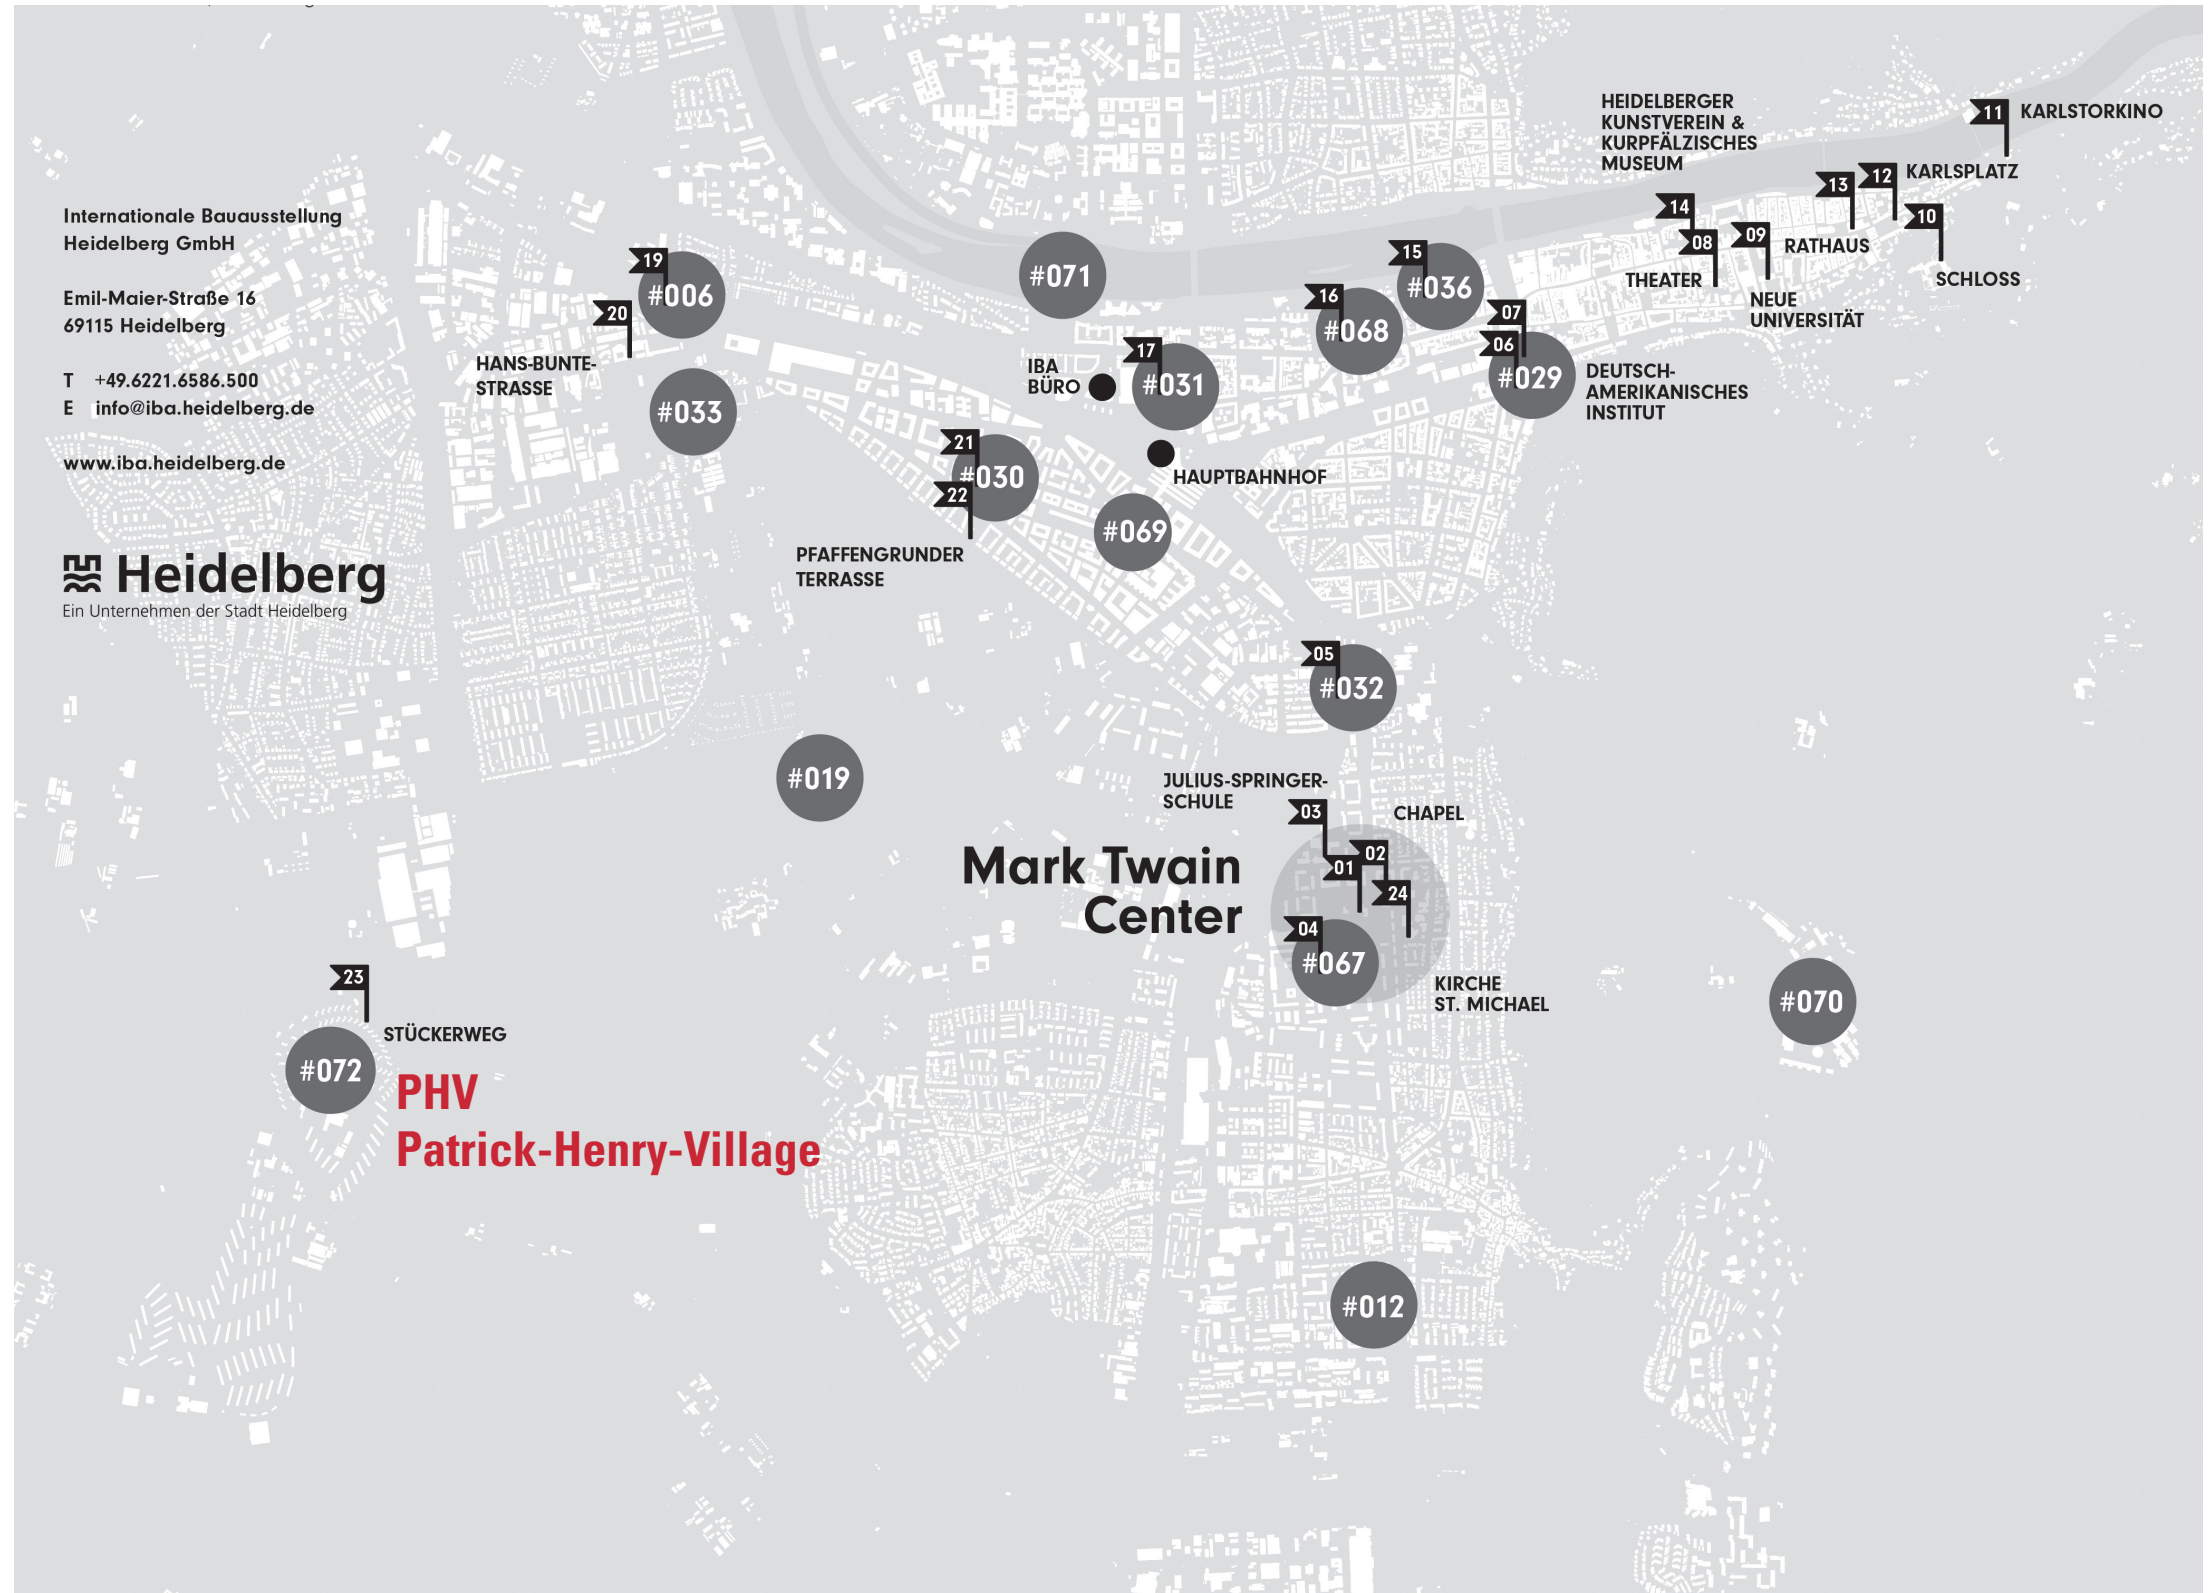 HEIDELBERGER
KUNSTVEREIN &
KURPFÄLZISCHES
MUSEUM
11
KARLSTORKINO
13
12
KARLSPLATZ
14
10
08
09
RATHAUS
THEATER
SCHLOSS
NEUE
UNIVERSITÄT
Internationale Bauausstellung
Heidelberg GmbH
Emil-Maier-Straße 16
69115 Heidelberg
T +49.6221.6586.500
E info@iba.heidelberg.de
www.iba.heidelberg.de
Heidelberg
Ein Unternehmen der Stadt Heidelberg
19
#006
20
HANS-BUNTE-
STRASSE
#033
#071
15
#036
16
#068
07
06
#029
DEUTSCH-
AMERIKANISCHES
INSTITUT
17
#031
IBA
BÜRO
HAUPTBAHNHOF
21
#030
22
#069
PFAFFENGRUNDER
TERRASSE
05
#032
#019
JULIUS-SPRINGER-
SCHULE
03
CHAPEL
Mark Twain
Center
02
01
24
04
#067
KIRCHE
ST. MICHAEL
#070
23
STÜCKERWEG
#072
PHV
Patrick-Henry-Village
#012